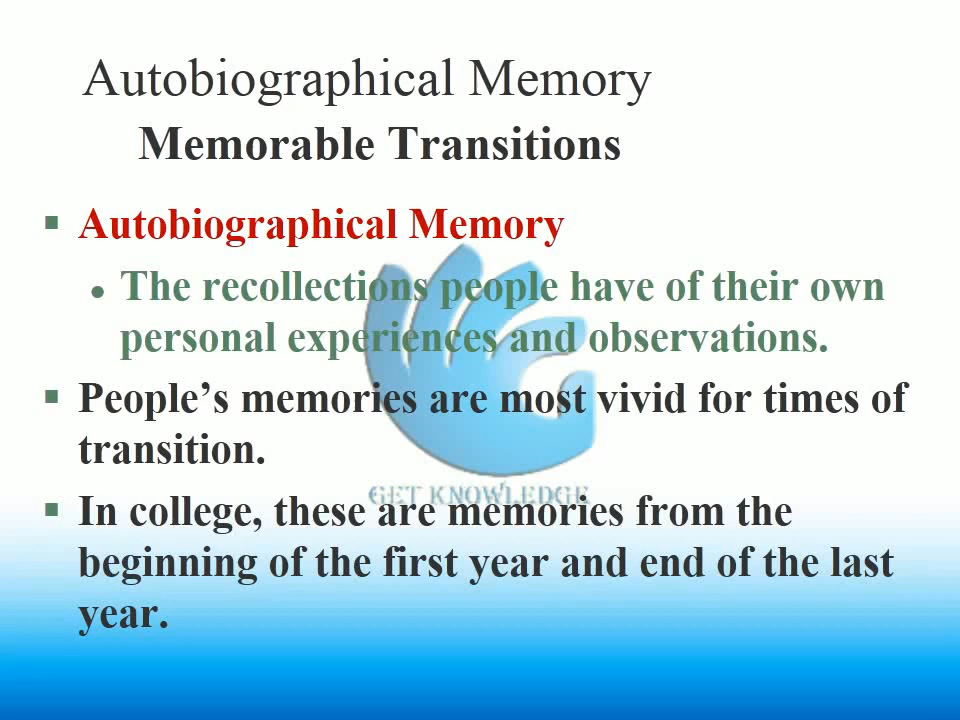 Autobiographical Memory
Memorable Transitions
Autobiographical Memory
The recollections people have of their own
personal experiences and observations.
People’s memories are most vivid for times of
transition.
GET KNOWLEDGE
In college, these are memories from the
beginning of the first year and end of the last
year.